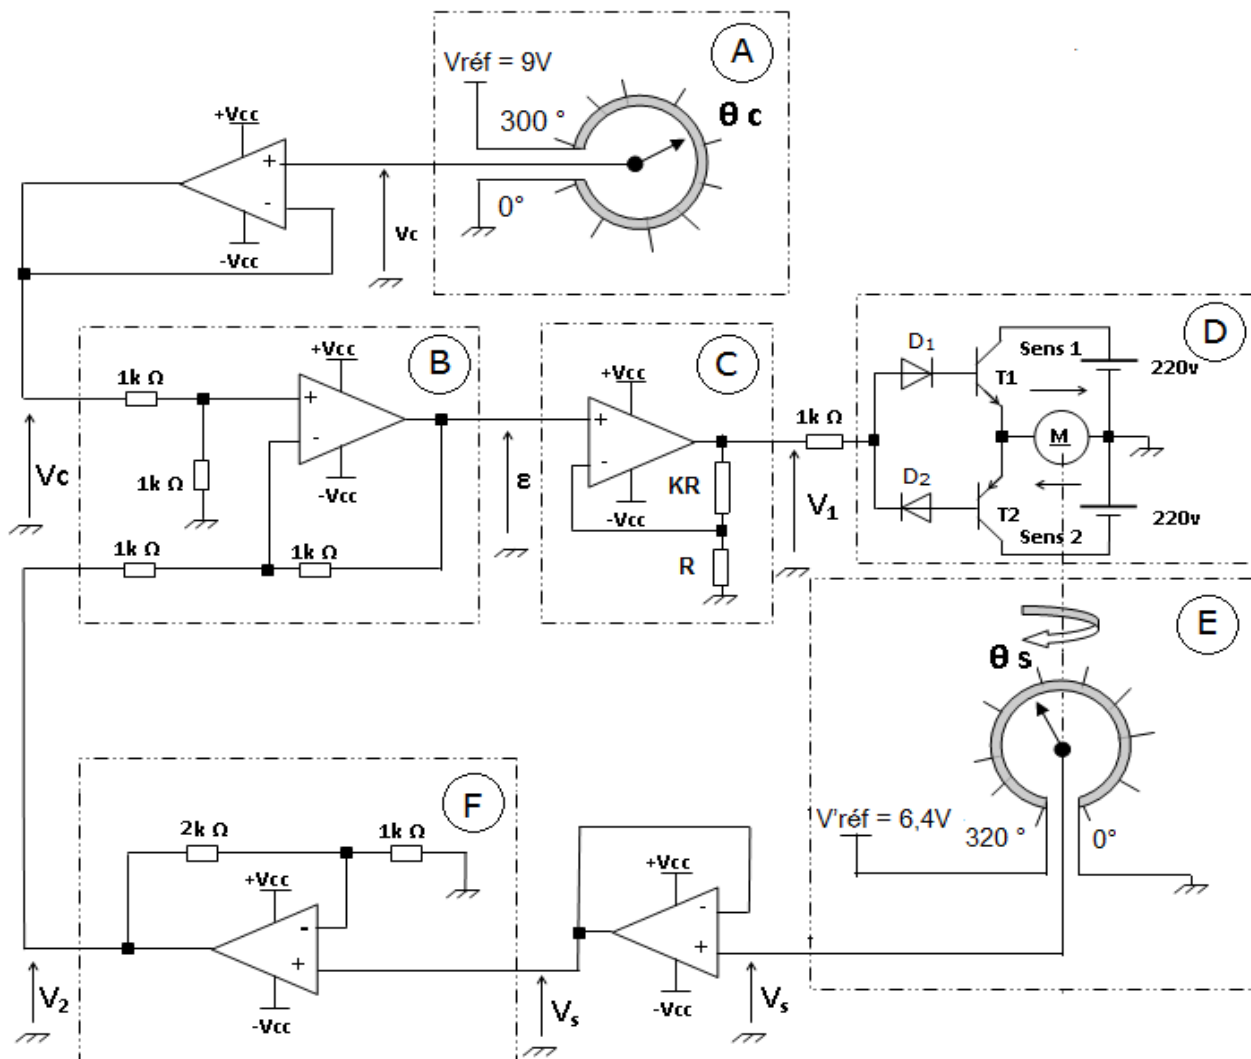 A
Vréf = 9V
θ c
300 °
0°
+Vcc
+
-
-Vcc
Vc
B
+Vcc
1k Ω
+
-
1k Ω
-Vcc
Vc
1k Ω
1k Ω
C
+Vcc
+
-
-Vcc
ε
KR
R
1k Ω
V1
D
D1
Sens 1
T1
220v
M
D2
T2
Sens 2
220v
E
θ s
V'réf = 6,4V
320 °
0°
F
2k Ω
1k Ω
+Vcc
-
+
-Vcc
V2
Vs
+Vcc
-
+
-Vcc
Vs